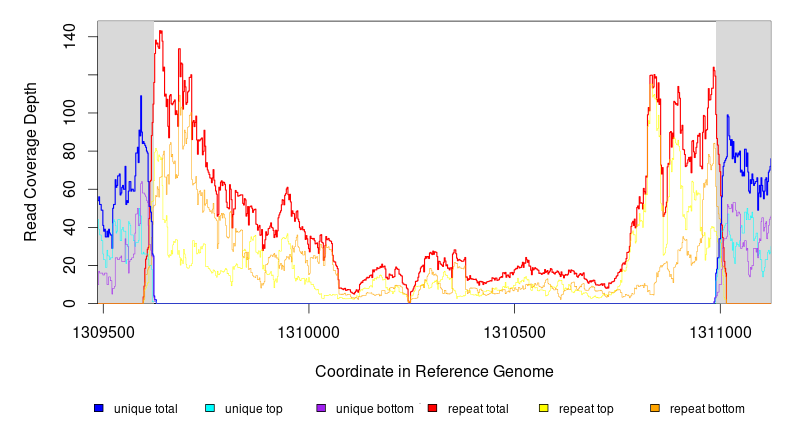 Read Coverage Depth
140
100
80
60
40
20
0
1309500 1310000 1310500 1311000
Coordinate in Reference Genome
unique total unique top unique bottom repeat total repeat top repeat bottom